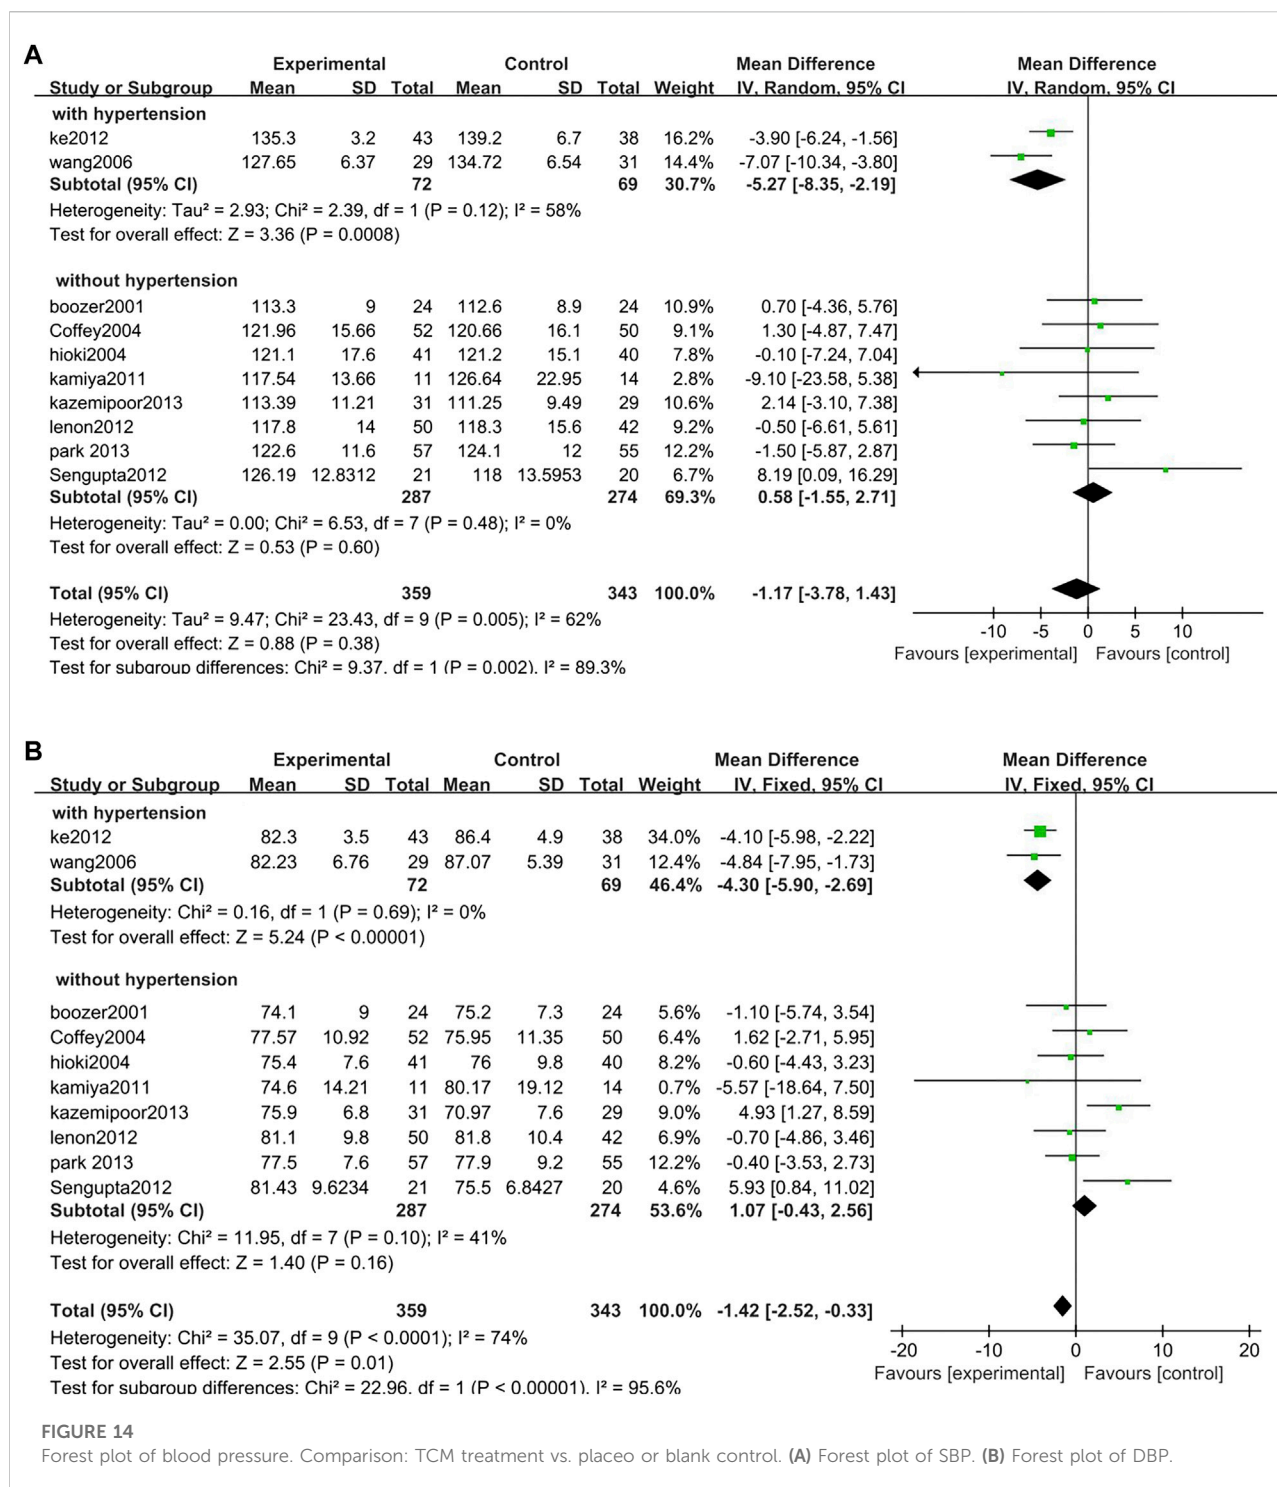 A
Experimental Control Mean Difference Mean Difference
Study or Subgroup Mean SD Total Mean SD Total Weight IV, Random, 95% CI IV, Random, 95% CI
with hypertension
ke2012 135.3 3.2 43 139.2 6.7 38 16.2% -3.90 [-6.24, -1.56]
wang2006 127.65 6.37 29 134.72 6.54 31 14.4% -7.07 [-10.34, -3.80]
Subtotal (95% CI) 72 69 30.7% -5.27 [-8.35, -2.19]
Heterogeneity: Tau² = 2.93; Chi² = 2.39, df = 1 (P = 0.12); I² = 58%
Test for overall effect: Z = 3.36 (P = 0.0008)
without hypertension
boozer2001 113.3 9 24 112.6 8.9 24 10.9% 0.70 [-4.36, 5.76]
Coffey2004 121.96 15.66 52 120.66 16.1 50 9.1% 1.30 [-4.87, 7.47]
hioki2004 121.1 17.6 41 121.2 15.1 40 7.8% -0.10 [-7.24, 7.04]
kamiya2011 117.54 13.66 11 126.64 22.95 14 2.8% -9.10 [-23.58, 5.38]
kazemipoor2013 113.39 11.21 31 111.25 9.49 29 10.6% 2.14 [-3.10, 7.38]
lenon2012 117.8 14 50 118.3 15.6 42 9.2% -0.50 [-6.61, 5.61]
park 2013 122.6 11.6 57 124.1 12 55 12.2% -1.50 [-5.87, 2.87]
Sengupta2012 126.19 12.8312 21 118 13.5953 20 6.7% 8.19 [0.09, 16.29]
Subtotal (95% CI) 287 274 69.3% 0.58 [-1.55, 2.71]
Heterogeneity: Tau² = 0.00; Chi² = 6.53, df = 7 (P = 0.48); I² = 0%
Test for overall effect: Z = 0.53 (P = 0.60)
Total (95% CI) 359 343 100.0% -1.17 [-3.78, 1.43]
Heterogeneity: Tau² = 9.47; Chi² = 23.43, df = 9 (P = 0.005); I² = 62%
Test for overall effect: Z = 0.88 (P = 0.38)
Test for subgroup differences: Chi² = 9.37, df = 1 (P = 0.002), I² = 89.3%
-10 -5 0 5 10
Favours [experimental] Favours [control]
B
Experimental Control Mean Difference Mean Difference
Study or Subgroup Mean SD Total Mean SD Total Weight IV, Fixed, 95% CI IV, Fixed, 95% CI
with hypertension
ke2012 82.3 3.5 43 86.4 4.9 38 34.0% -4.10 [-5.98, -2.22]
wang2006 82.23 6.76 29 87.07 5.39 31 12.4% -4.84 [-7.95, -1.73]
Subtotal (95% CI) 72 69 46.4% -4.30 [-5.90, -2.69]
Heterogeneity: Chi² = 0.16, df = 1 (P = 0.69); I² = 0%
Test for overall effect: Z = 5.24 (P < 0.00001)
without hypertension
boozer2001 74.1 9 24 75.2 7.3 24 5.6% -1.10 [-5.74, 3.54]
Coffey2004 77.57 10.92 52 75.95 11.35 50 6.4% 1.62 [-2.71, 5.95]
hioki2004 75.4 7.6 41 76 9.8 40 8.2% -0.60 [-4.43, 3.23]
kamiya2011 74.6 14.21 11 80.17 19.12 14 0.7% -5.57 [-18.64, 7.50]
kazemipoor2013 75.9 6.8 31 70.97 7.6 29 9.0% 4.93 [1.27, 8.59]
lenon2012 81.1 9.8 50 81.8 10.4 42 6.9% -0.70 [-4.86, 3.46]
park 2013 77.5 7.6 57 77.9 9.2 55 12.2% -0.40 [-3.53, 2.73]
Sengupta2012 81.43 9.6234 21 75.5 6.8427 20 4.6% 5.93 [0.84, 11.02]
Subtotal (95% CI) 287 274 53.6% 1.07 [-0.43, 2.56]
Heterogeneity: Chi² = 11.95, df = 7 (P = 0.10); I² = 41%
Test for overall effect: Z = 1.40 (P = 0.16)
Total (95% CI) 359 343 100.0% -1.42 [-2.52, -0.33]
Heterogeneity: Chi² = 35.07, df = 9 (P < 0.0001); I² = 74%
Test for overall effect: Z = 2.55 (P = 0.01)
Test for subgroup differences: Chi² = 22.96, df = 1 (P < 0.00001), I² = 95.6%
-20 -10 0 10 20
Favours [experimental] Favours [control]
FIGURE 14
Forest plot of blood pressure. Comparison: TCM treatment vs. placeo or blank control. (A) Forest plot of SBP. (B) Forest plot of DBP.